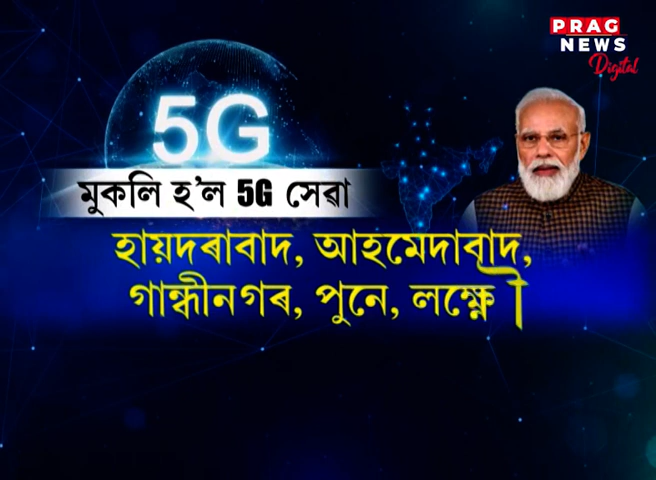 PRAG
NEWS
Digital
5G
মুকলি হ'ল 5G সেৱা
হায়দৰাবাদ, আহমেদাবাদ,
গান্ধীনগৰ, পুনে, লক্ষ্ণৌ